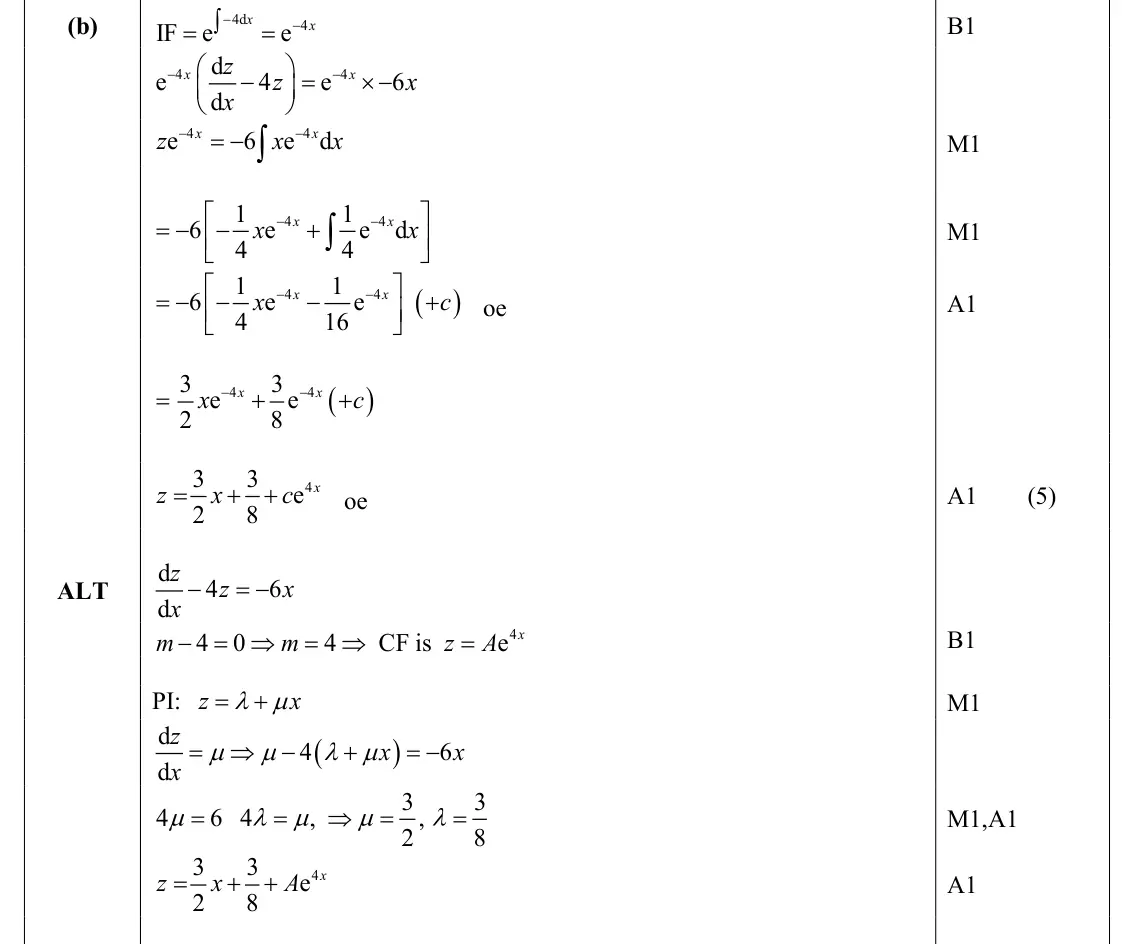 (b) IF = e^{∫−4dx} = e^{−4x} B1
e^{−4x}(dz/dx − 4z) = e^{−4x} × −6x
ze^{−4x} = −6∫xe^{−4x}dx M1
= −6[−1/4 xe^{−4x} + ∫1/4 e^{−4x}dx] M1
= −6[−1/4 xe^{−4x} − 1/16 e^{−4x}] (+c) oe A1
= 3/2 xe^{−4x} + 3/8 e^{−4x}(+c)
z = 3/2 x + 3/8 + ce^{4x} oe A1 (5)
ALT dz/dx − 4z = −6x
m − 4 = 0 ⇒ m = 4 ⇒ CF is z = Ae^{4x} B1
PI: z = λ + μx M1
dz/dx = μ ⇒ μ − 4(λ + μx) = −6x
4μ = 6 4λ = μ, ⇒ μ = 3/2, λ = 3/8 M1,A1
z = 3/2 x + 3/8 + Ae^{4x} A1